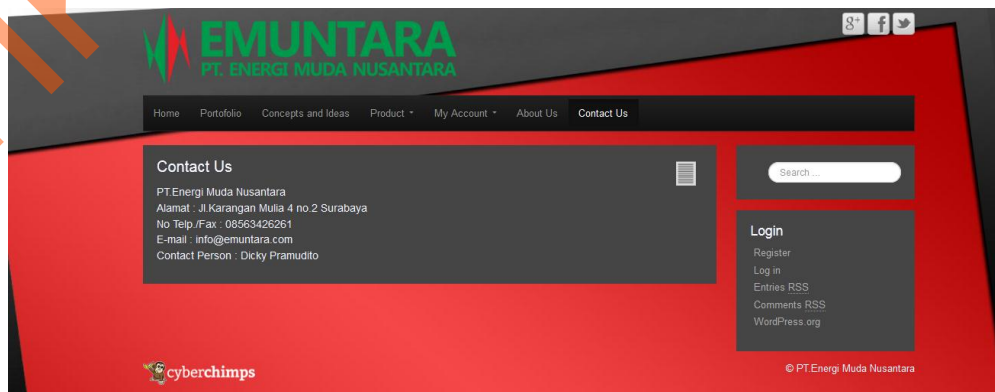 EMUNTARA
PT. ENERGI MUDA NUSANTARA
8+ f
Home Portofolio Concepts and Ideas Product My Account About Us Contact Us
Contact Us
PT.Energi Muda Nusantara
Alamat : Jl.Karangan Mulia 4 no.2 Surabaya
No Telp./Fax : 08563426261
E-mail : info@emuntara.com
Contact Person : Dicky Pramudito
Search ...
Login
Register
Log in
Entries RSS
Comments RSS
WordPress.org
cyberchimps
© PT.Energi Muda Nusantara